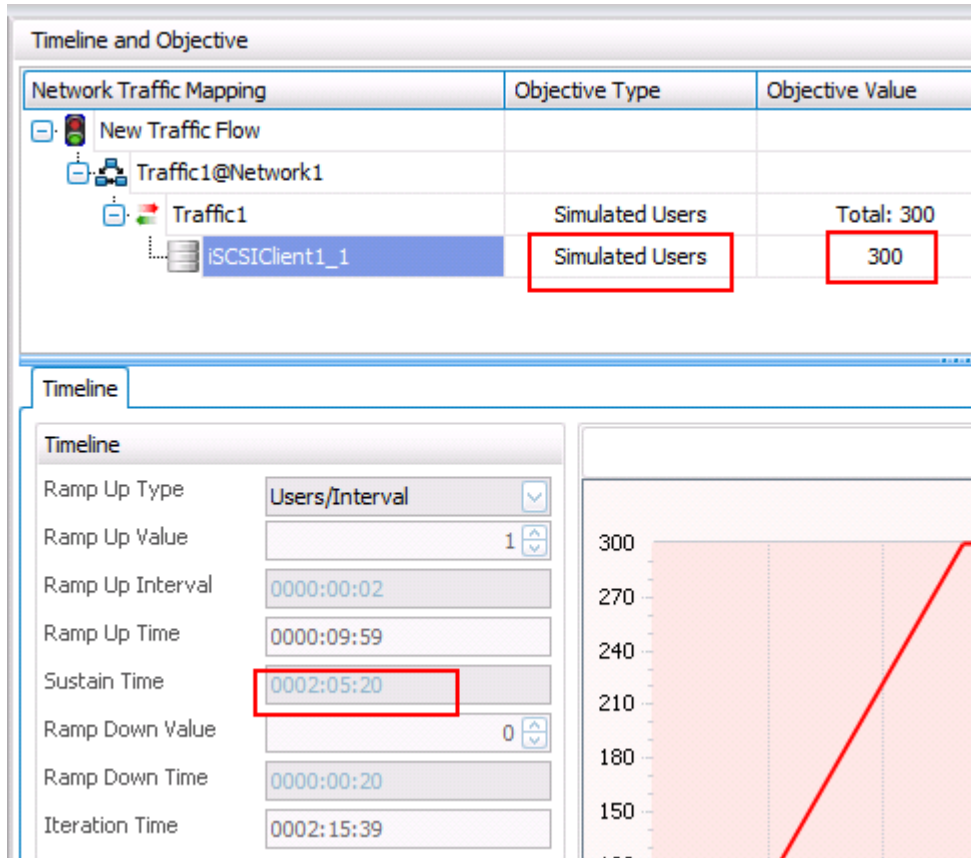 Timeline and Objective
Network Traffic Mapping Objective Type Objective Value
New Traffic Flow
Traffic1@Network1
Traffic1 Simulated Users Total: 300
iSCSIClient1_1 Simulated Users 300
Timeline
Timeline
Ramp Up Type Users/Interval
Ramp Up Value 1
Ramp Up Interval 0000:00:02
Ramp Up Time 0000:09:59
Sustain Time 0002:05:20
Ramp Down Value 0
Ramp Down Time 0000:00:20
Iteration Time 0002:15:39
300
270
240
210
180
150